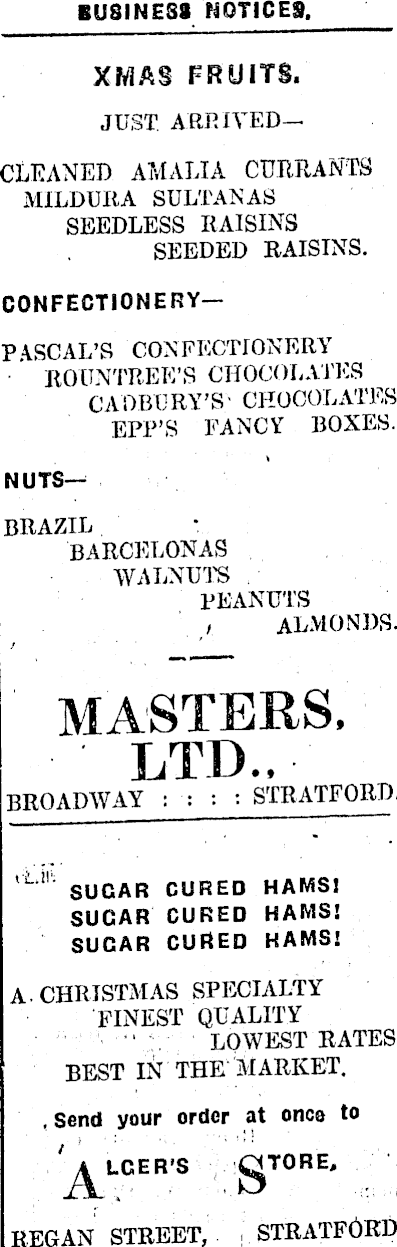 BUSINESS NOTICES.
XMAS FRUITS.
JUST ARRIVED—
CLEANED AMALIA CURRANTS
MILDURA SULTANAS
SEEDLESS RAISINS
SEEDED RAISINS.
CONFECTIONERY—
PASCAL'S CONFECTIONERY
ROUNTREE'S CHOCOLATES
CADBURY'S CHOCOLATES
EPP'S FANCY BOXES.
NUTS—
BRAZIL
BARCELONAS
WALNUTS
PEANUTS
ALMONDS.
MASTERS,
LTD.,
BROADWAY : : : : STRATFORD.
SUGAR CURED HAMS!
SUGAR CURED HAMS!
SUGAR CURED HAMS!
A CHRISTMAS SPECIALTY
FINEST QUALITY
LOWEST RATES
BEST IN THE MARKET.
Send your order at once to
ALGER'S STORE,
REGAN STREET, STRATFORD